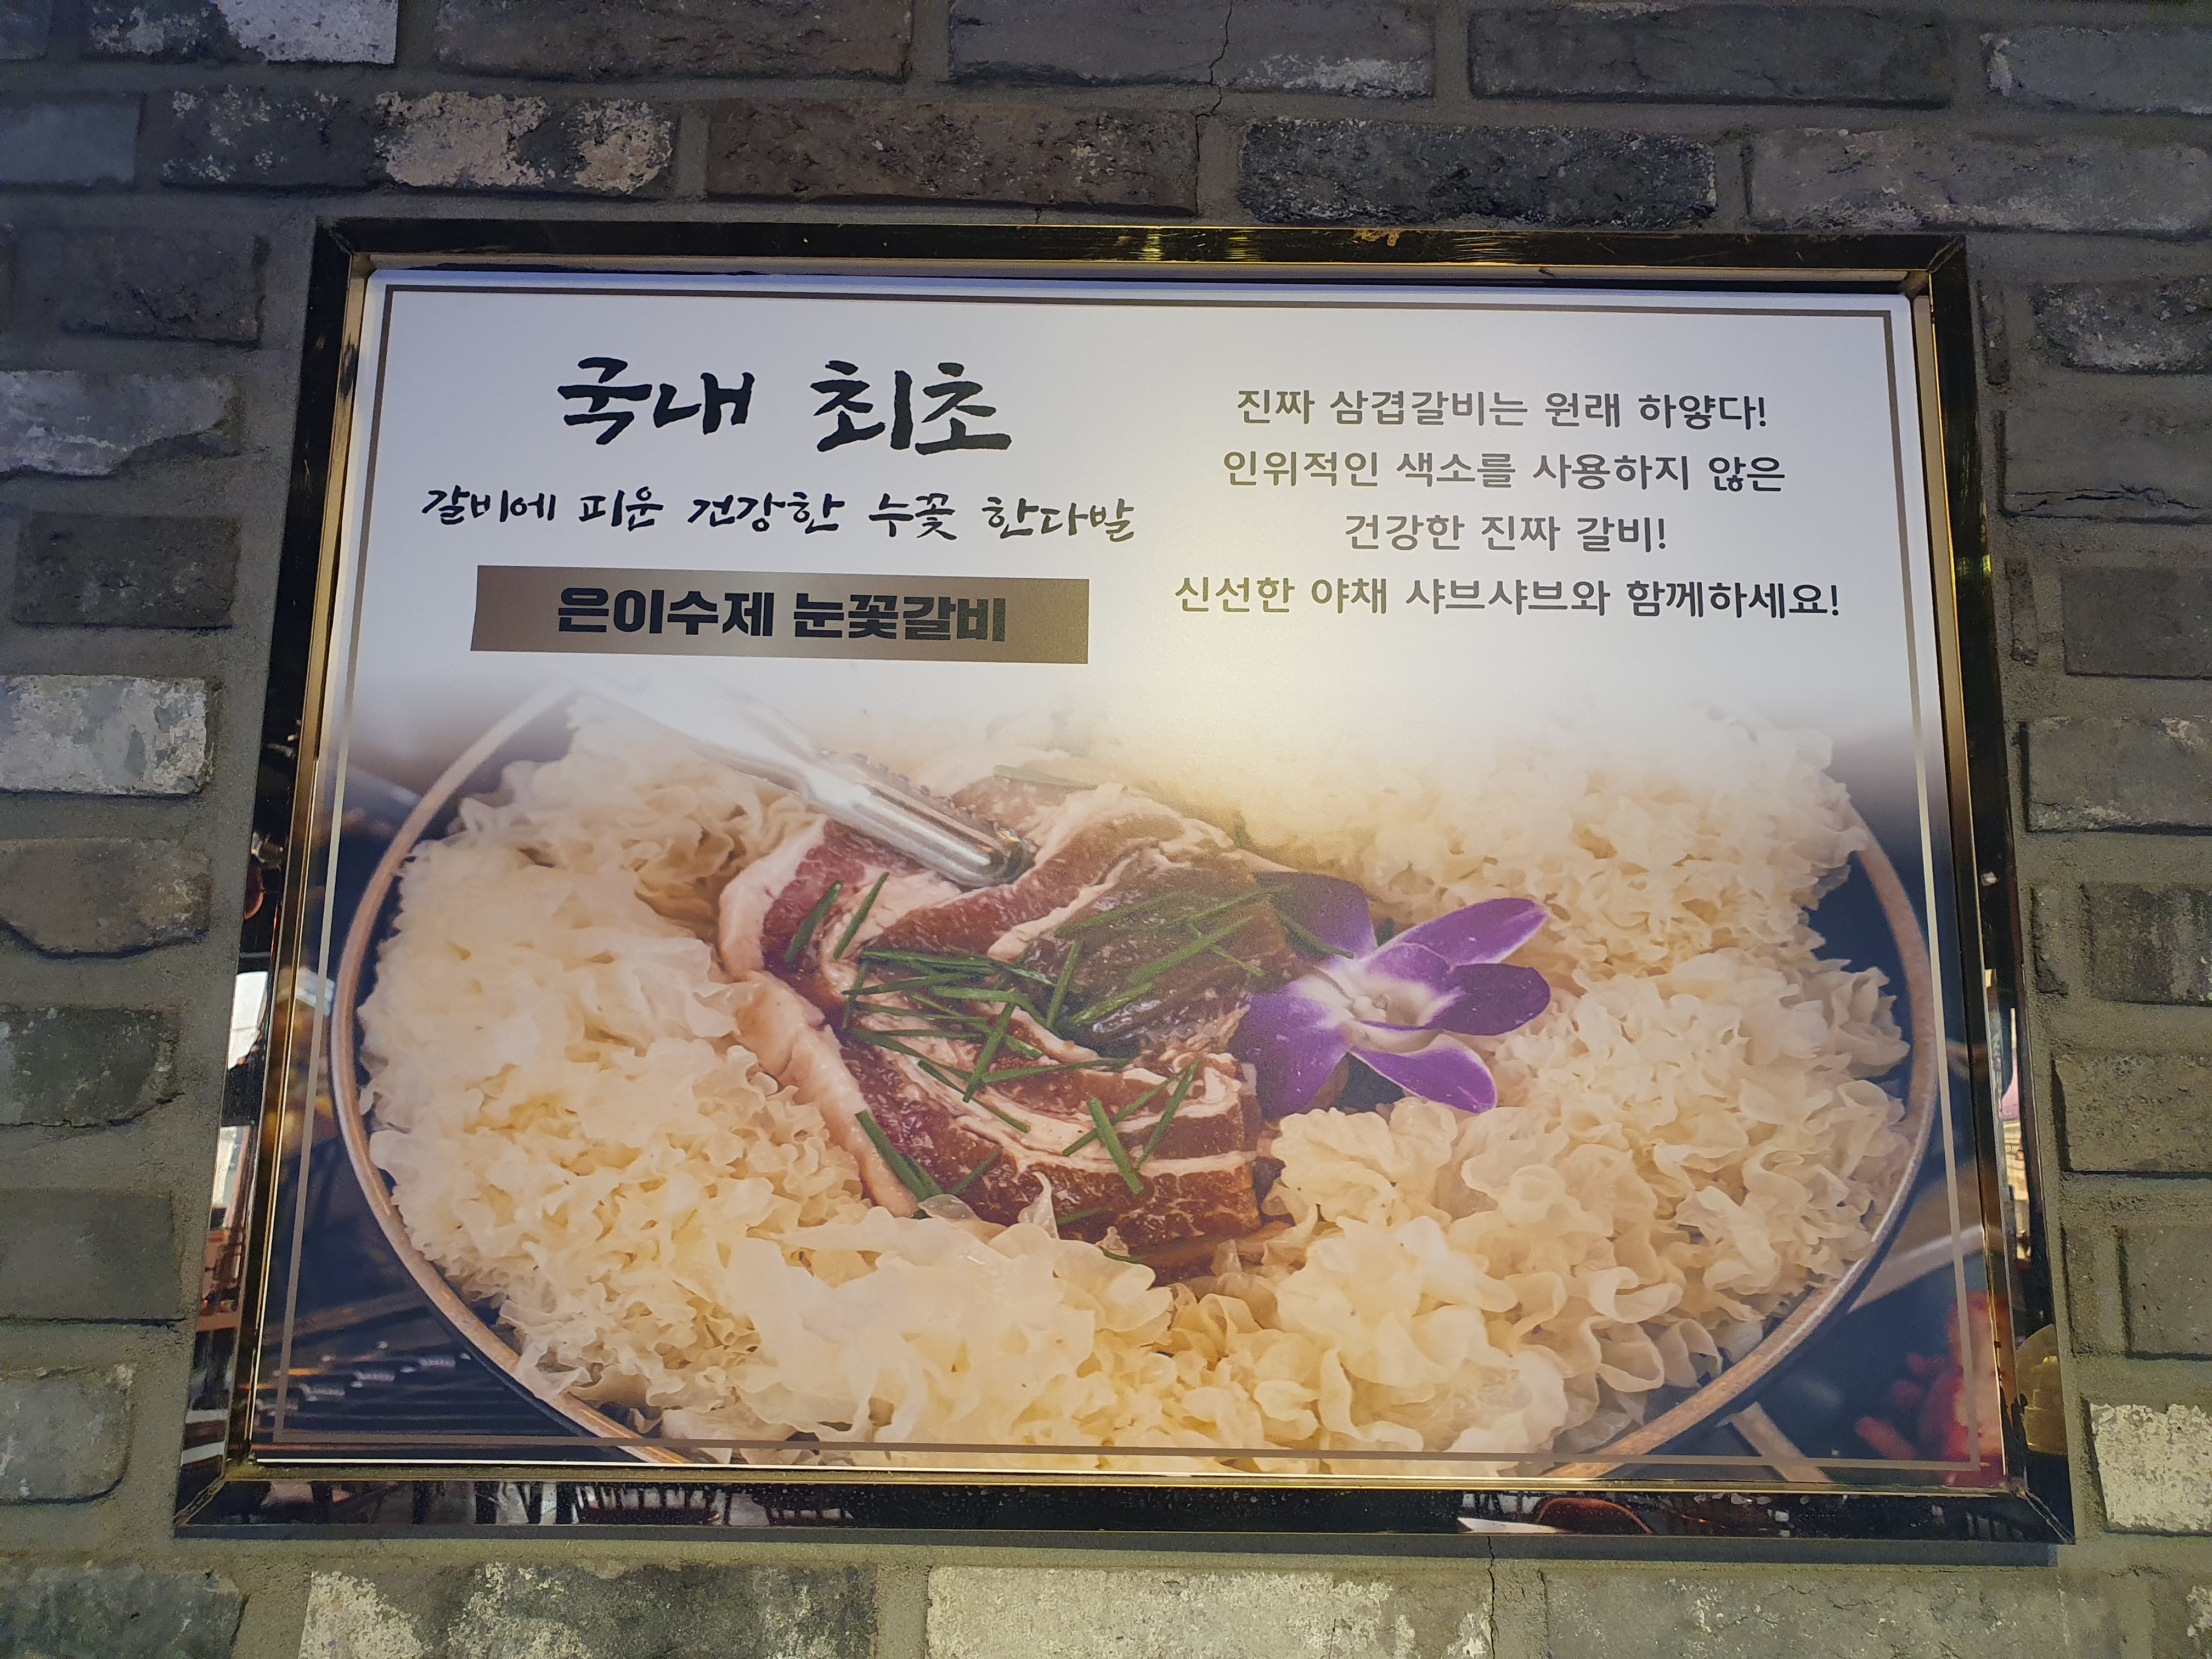 국내 최초
갈비에 피운 건강한 눈꽃 한다발
은이수제 눈꽃갈비
진짜 삼겹갈비는 원래 하얗다!
인위적인 색소를 사용하지 않은
건강한 진짜 갈비!
신선한 야채 샤브샤브와 함께하세요!